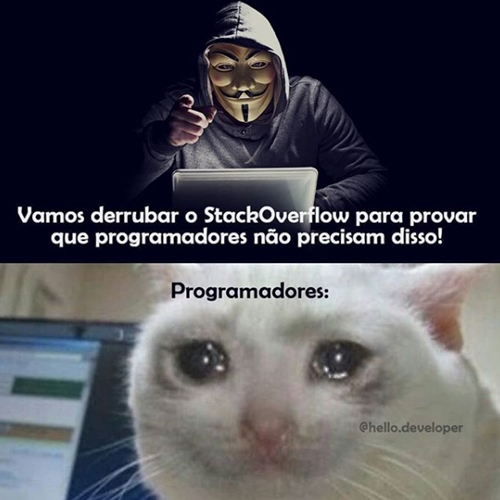 Vamos derrubar o StackOverflow para provar
que programadores não precisam disso!
Programadores:
@hello.developer